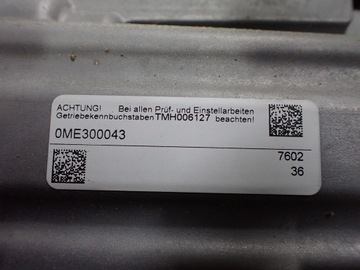 ACHTUNG! Bei allen Prüf- und Einstellarbeiten
Getriebekennbuchstaben TMH006127 beachten!
0ME300043
7602
36